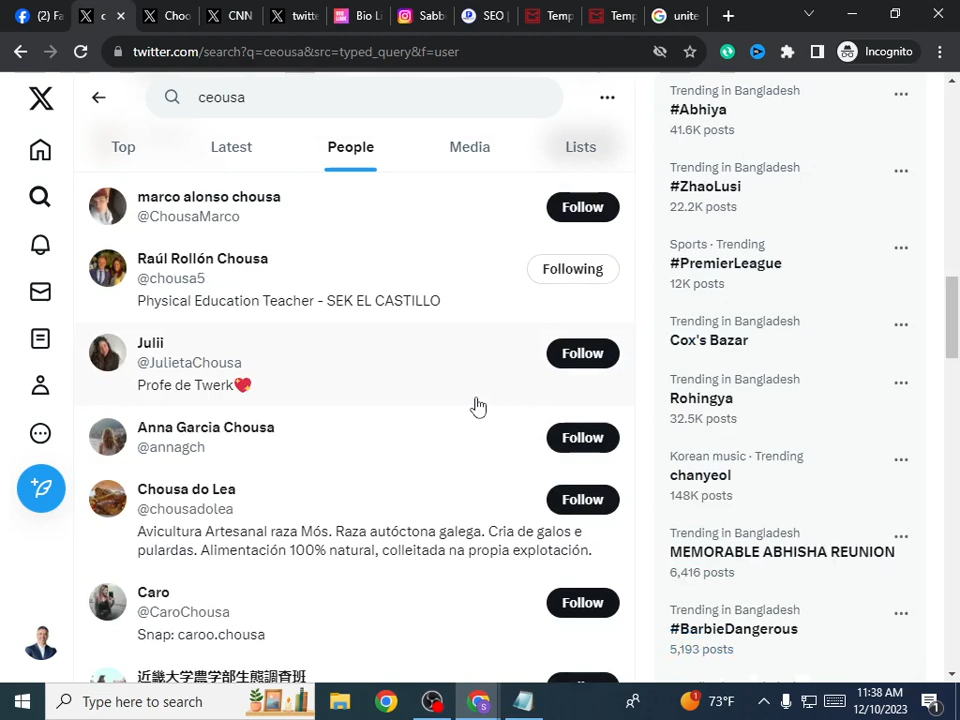 (2) Fa
c
Choo
CNN
twitte
Bio Li
Sabb
SEO |
Temp
Temp
unite
twitter.com/search?q=ceousa&src=typed_query&f=user
Incognito
ceousa
Top
Latest
People
Media
Lists
marco alonso chousa
@ChousaMarco
Follow
Raúl Rollón Chousa
@chousa5
Physical Education Teacher - SEK EL CASTILLO
Following
Julii
@JulietaChousa
Profe de Twerk💖
Follow
Anna Garcia Chousa
@annagch
Follow
Chousa do Lea
@chousadolea
Avicultura Artesanal raza Mós. Raza autóctona galega. Cria de galos e
pulardas. Alimentación 100% natural, colleitada na propia explotación.
Follow
Caro
@CaroChousa
Snap: caroo.chousa
Follow
近畿大学農学部生態調査班
Trending in Bangladesh
#Abhiya
41.6K posts
Trending in Bangladesh
#ZhaoLusi
22.2K posts
Sports · Trending
#PremierLeague
12K posts
Trending in Bangladesh
Cox's Bazar
Trending in Bangladesh
Rohingya
32.5K posts
Korean music · Trending
chanyeol
148K posts
Trending in Bangladesh
MEMORABLE ABHISHA REUNION
6,416 posts
Trending in Bangladesh
#BarbieDangerous
5,193 posts
Type here to search
73°F
11:38 AM
12/10/2023
1